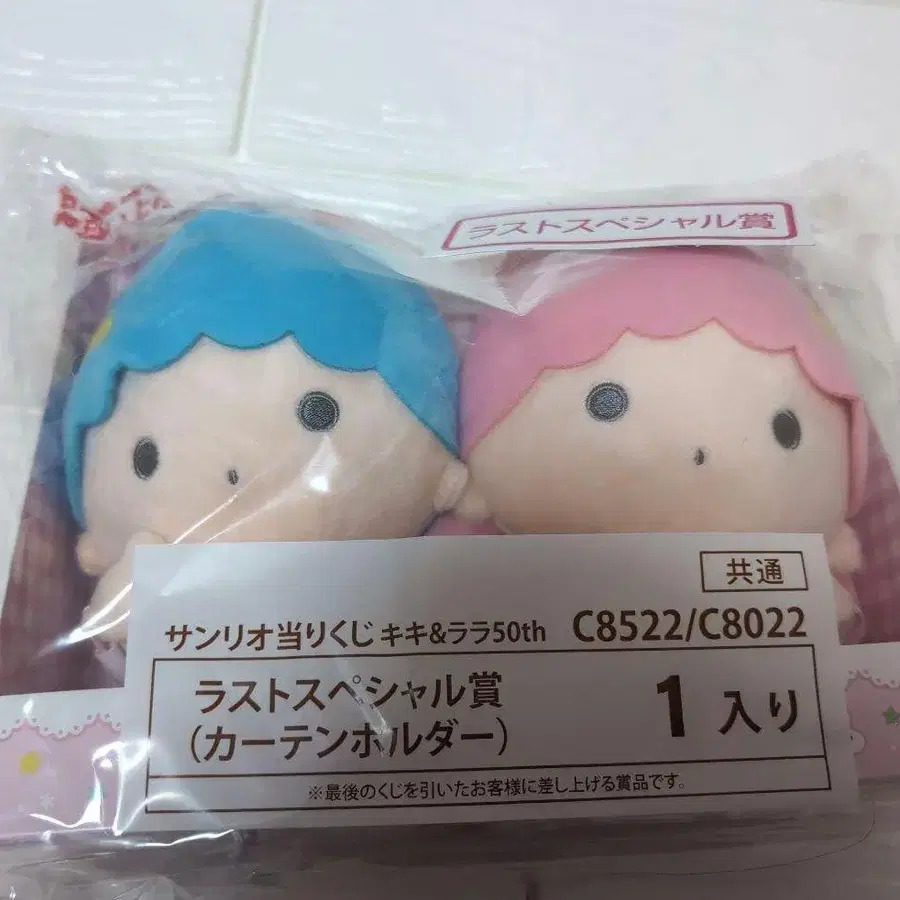 ラストスペシャル賞
共通
サンリオ当りくじ キキ&ララ50th C8522/C8022
ラストスペシャル賞
(カーテンホルダー)
1入り
※最後のくじを引いたお客様に差し上げる賞品です。